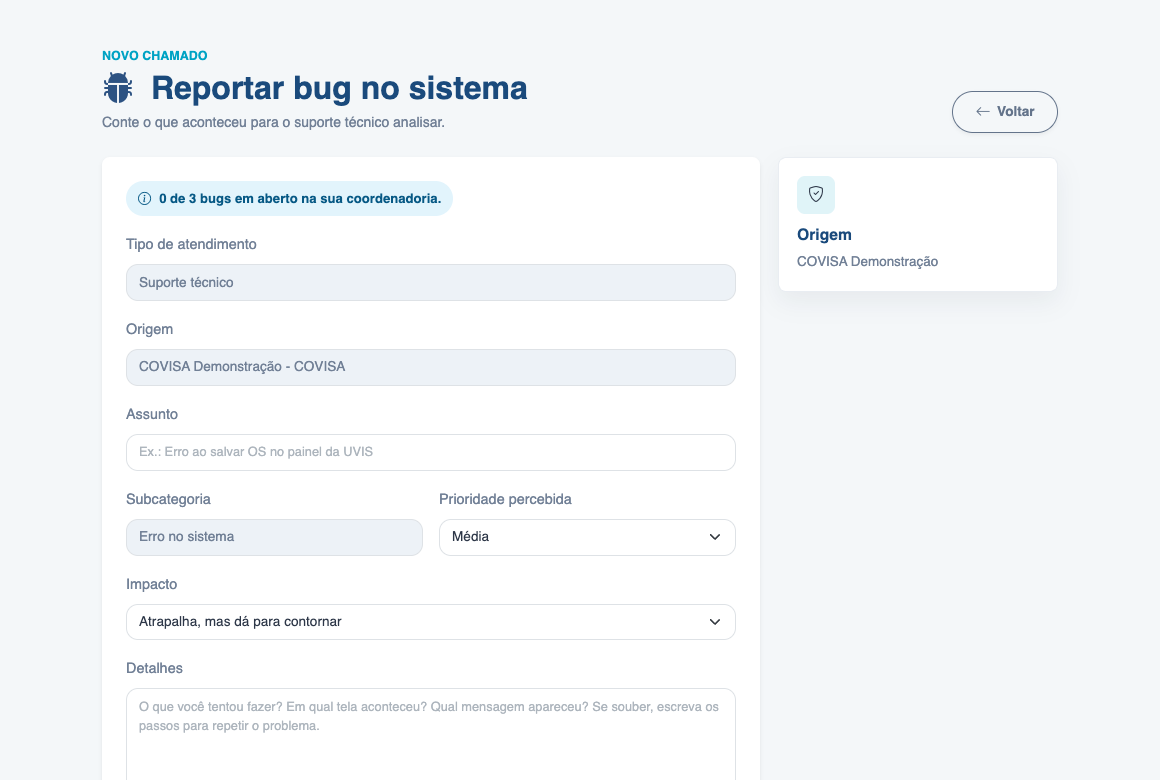 NOVO CHAMADO
Reportar bug no sistema
Conte o que aconteceu para o suporte técnico analisar.
Voltar
0 de 3 bugs em aberto na sua coordenadoria.
Tipo de atendimento
Suporte técnico
Origem
COVISA Demonstração - COVISA
Assunto
Ex.: Erro ao salvar OS no painel da UVIS
Subcategoria
Prioridade percebida
Erro no sistema
Média
Impacto
Atrapalha, mas dá para contornar
Detalhes
O que você tentou fazer? Em qual tela aconteceu? Qual mensagem apareceu? Se souber, escreva os
passos para repetir o problema.
Origem
COVISA Demonstração